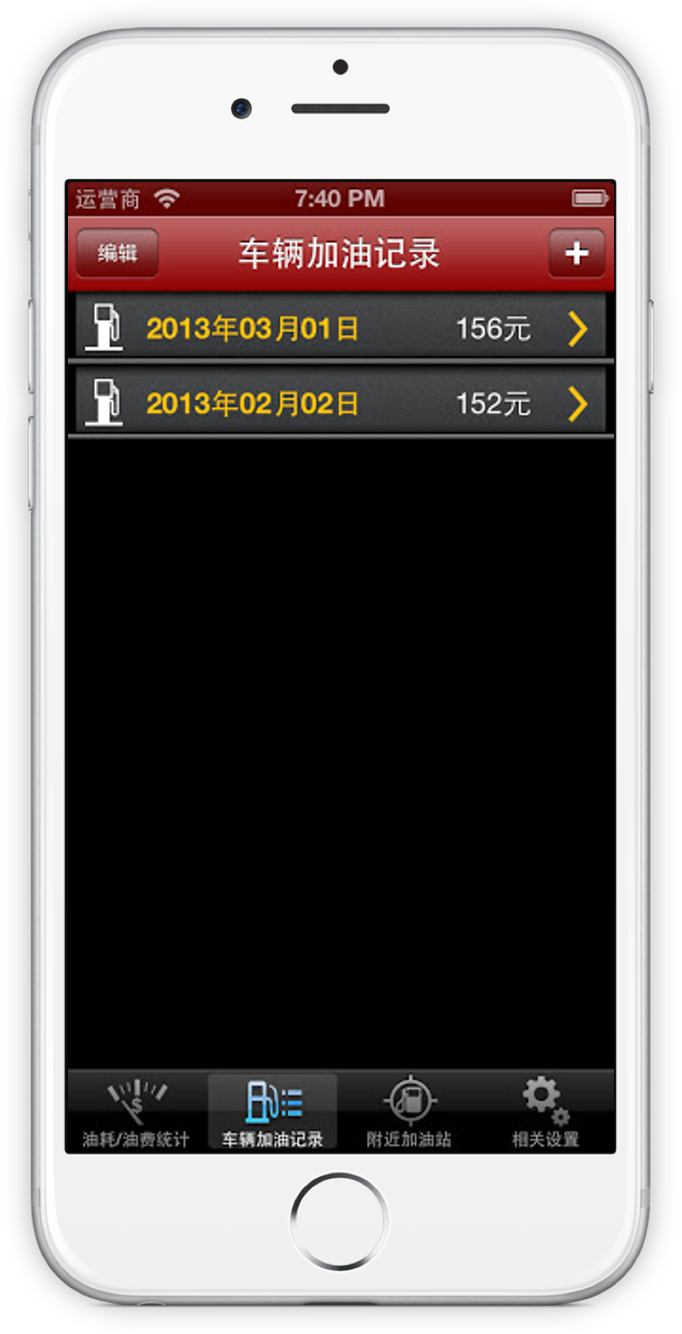 运营商 7:40 PM
编辑 车辆加油记录 +
2013年03月01日 156元
2013年02月02日 152元
油耗/油费统计 车辆加油记录 附近加油站 相关设置